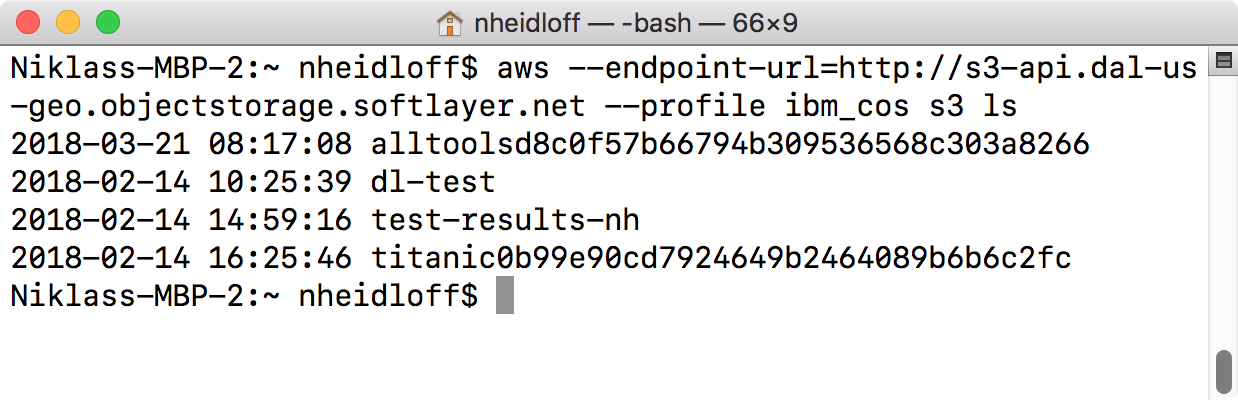 nheidloff — -bash — 66×9
Niklass-MBP-2:~ nheidloff$ aws --endpoint-url=http://s3-api.dal-us
-geo.objectstorage.softlayer.net --profile ibm_cos s3 ls
2018-03-21 08:17:08 alltoolsd8c0f57b66794b309536568c303a8266
2018-02-14 10:25:39 dl-test
2018-02-14 14:59:16 test-results-nh
2018-02-14 16:25:46 titanic0b99e90cd7924649b2464089b6b6c2fc
Niklass-MBP-2:~ nheidloff$